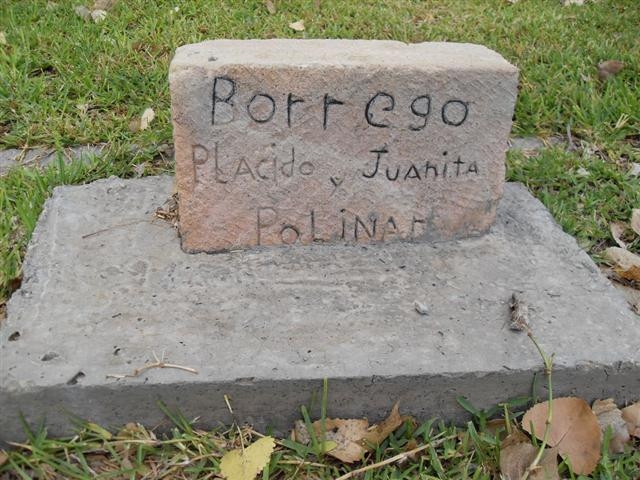 Borrego
PLAcido y JuANitA
PoLiNAR